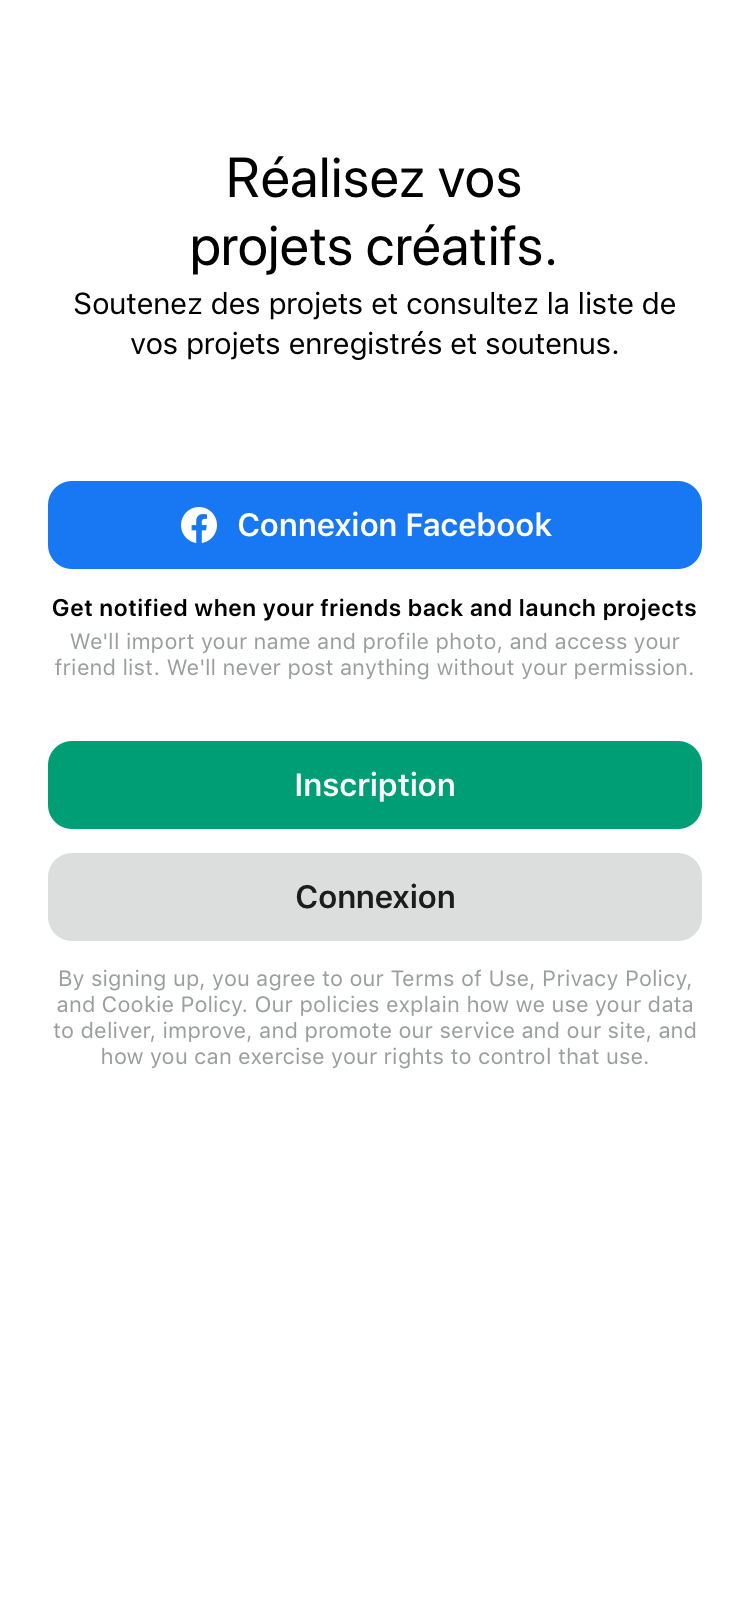 Réalisez vos
projets créatifs.
Soutenez des projets et consultez la liste de
vos projets enregistrés et soutenus.
Connexion Facebook
Get notified when your friends back and launch projects
We'll import your name and profile photo, and access your
friend list. We'll never post anything without your permission.
Inscription
Connexion
By signing up, you agree to our Terms of Use, Privacy Policy,
and Cookie Policy. Our policies explain how we use your data
to deliver, improve, and promote our service and our site, and
how you can exercise your rights to control that use.